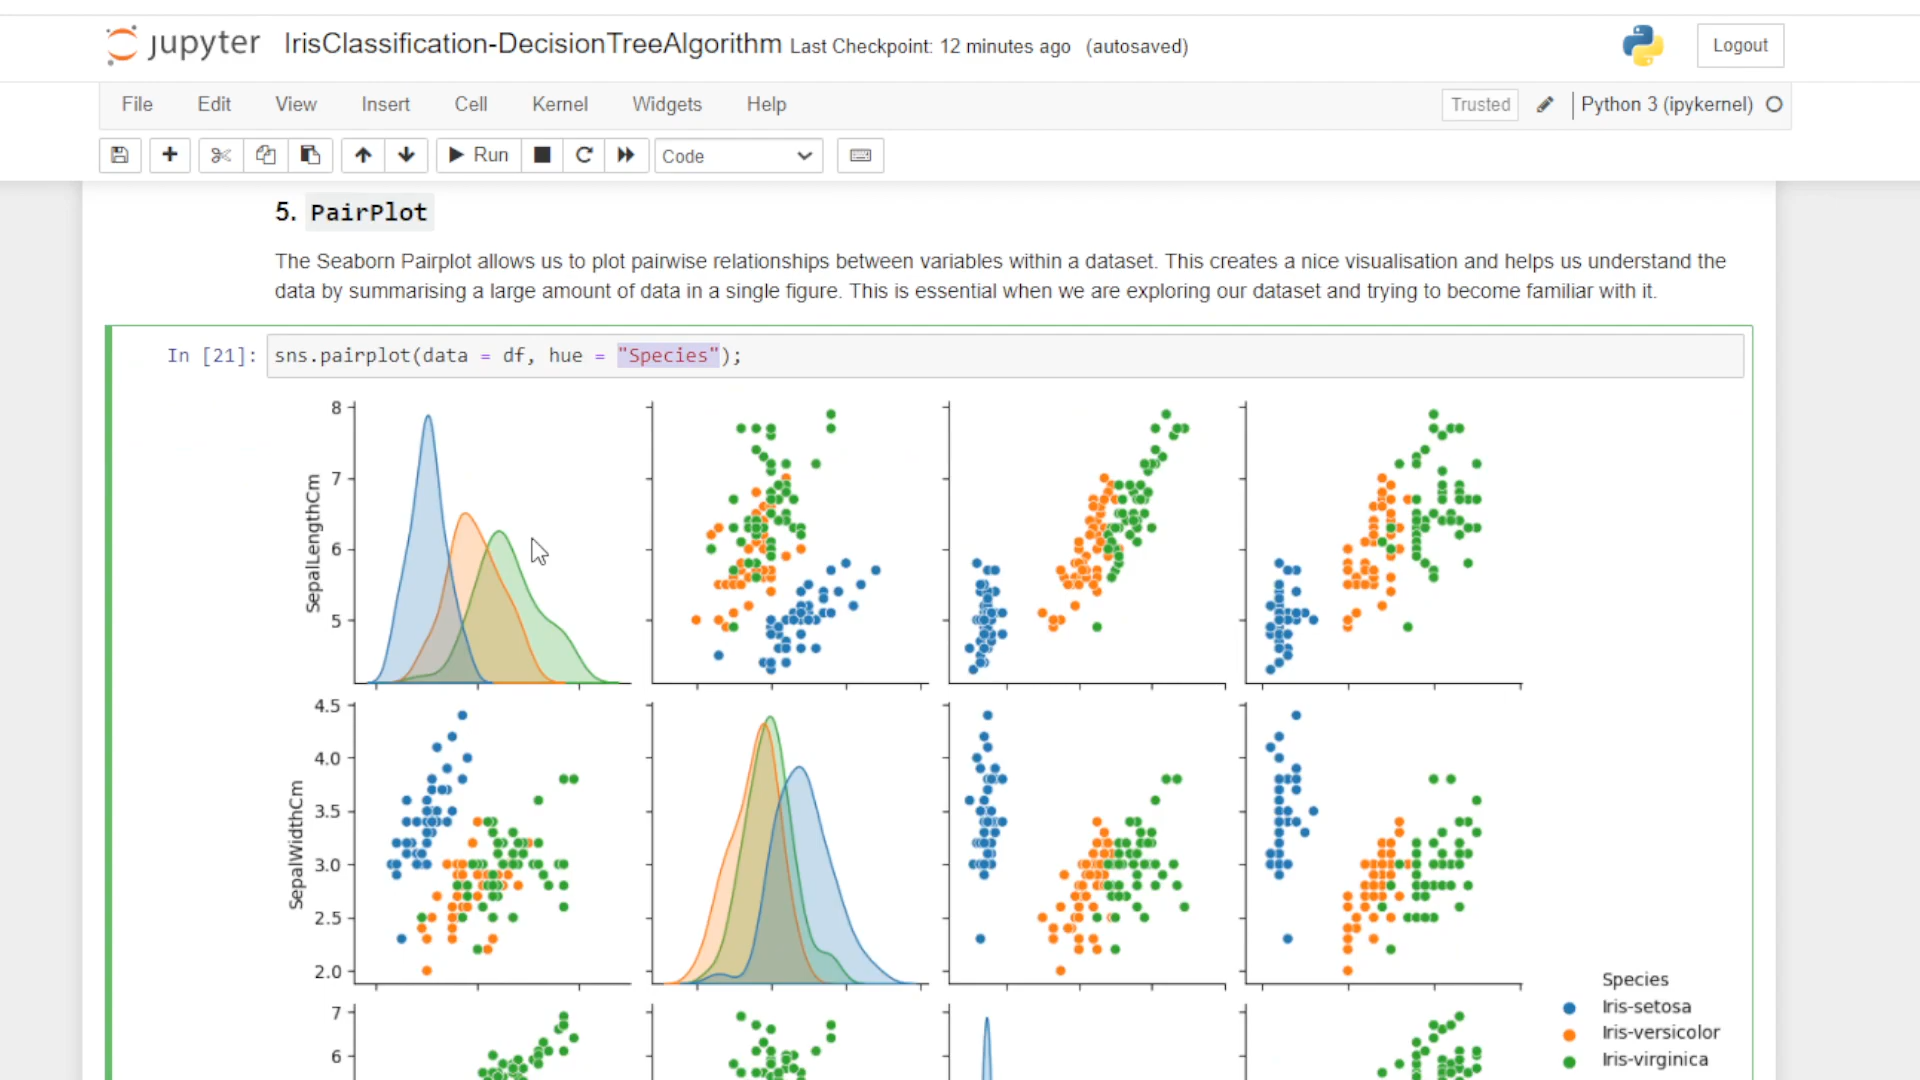 jupyter IrisClassification-DecisionTreeAlgorithm Last Checkpoint: 12 minutes ago (autosaved) Logout
File Edit View Insert Cell Kernel Widgets Help Trusted Python 3 (ipykernel)
Run Code
5. PairPlot
The Seaborn Pairplot allows us to plot pairwise relationships between variables within a dataset. This creates a nice visualisation and helps us understand the
data by summarising a large amount of data in a single figure. This is essential when we are exploring our dataset and trying to become familiar with it.
In [21]: sns.pairplot(data = df, hue = "Species");
8
7
6
5
SepalLengthCm
4.5
4.0
3.5
3.0
2.5
2.0
SepalWidthCm
7
6
Species
Iris-setosa
Iris-versicolor
Iris-virginica